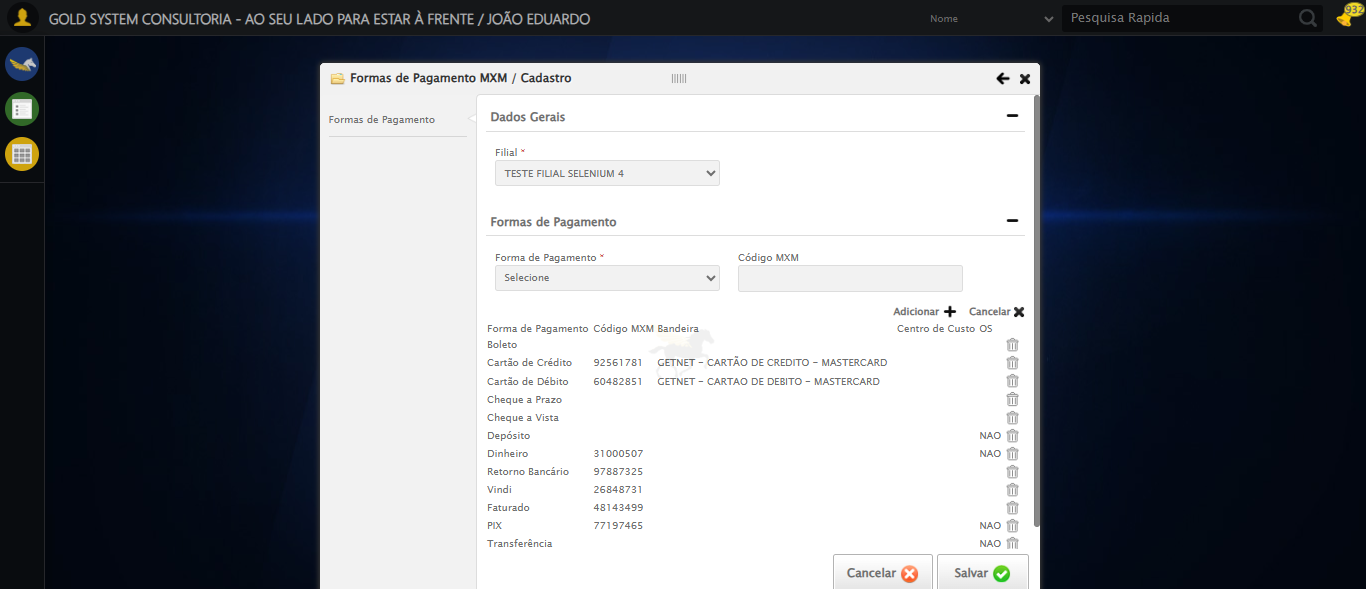 GOLD SYSTEM CONSULTORIA - AO SEU LADO PARA ESTAR À FRENTE / JOÃO EDUARDO
Nome
Pesquisa Rapida
932
Formas de Pagamento MXM / Cadastro
Formas de Pagamento
Dados Gerais
Filial *
TESTE FILIAL SELENIUM 4
Formas de Pagamento
Forma de Pagamento * Código MXM
Selecione
Adicionar Cancelar
Forma de Pagamento Código MXM Bandeira Centro de Custo OS
Boleto
Cartão de Crédito 92561781 GETNET - CARTÃO DE CREDITO - MASTERCARD
Cartão de Débito 60482851 GETNET - CARTAO DE DEBITO - MASTERCARD
Cheque a Prazo
Cheque a Vista
Depósito NAO
Dinheiro 31000507 NAO
Retorno Bancário 97887325
Vindi 26848731
Faturado 48143499
PIX 77197465 NAO
Transferência NAO
Cancelar Salvar